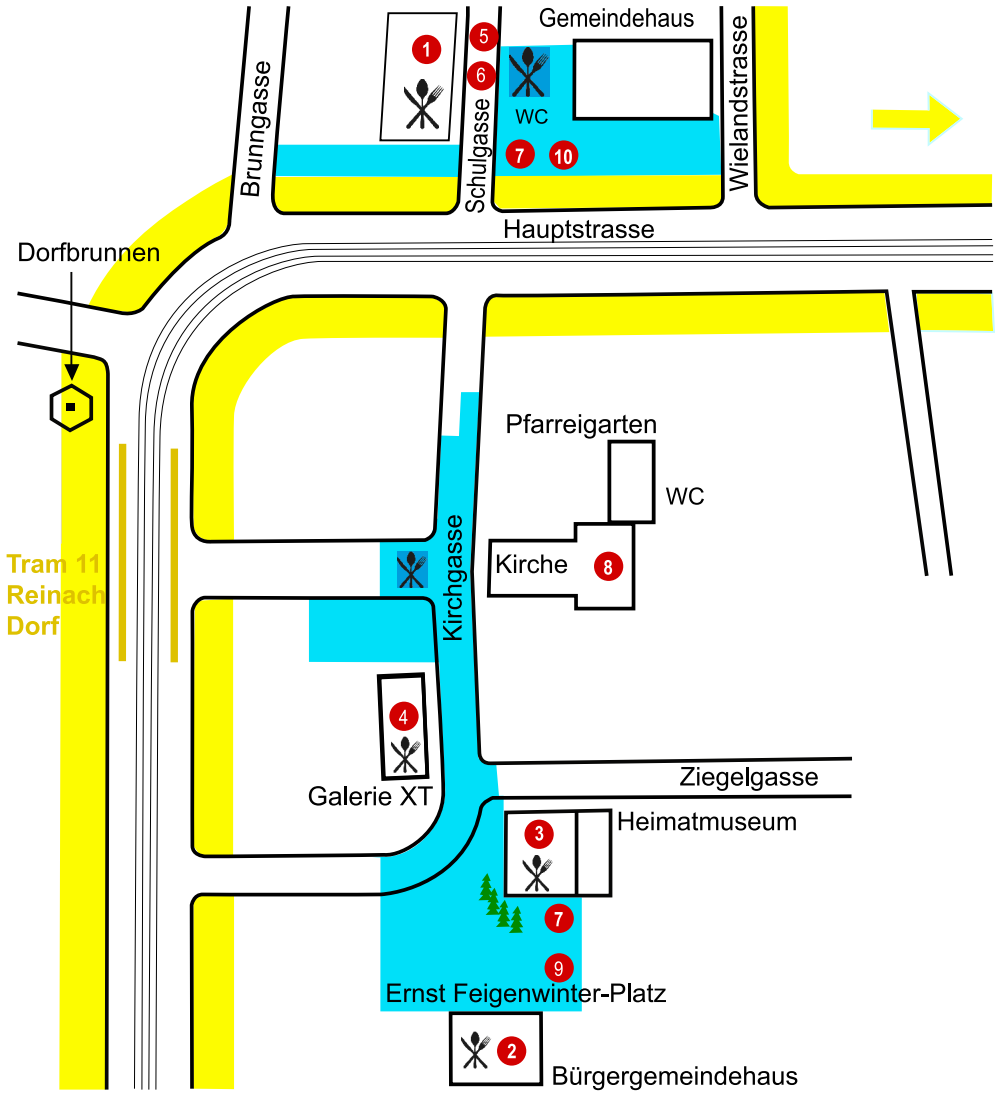 Gemeindehaus
1
5
6
WC
7
10
Brunngasse
Schulgasse
Wielandstrasse
Hauptstrasse
Dorfbrunnen
Pfarreigarten
WC
Kirche
8
Kirchgasse
Tram 11
Reinach
Dorf
4
Galerie XT
Ziegelgasse
Heimatmuseum
3
7
9
Ernst Feigenwinter-Platz
2
Bürgergemeindehaus